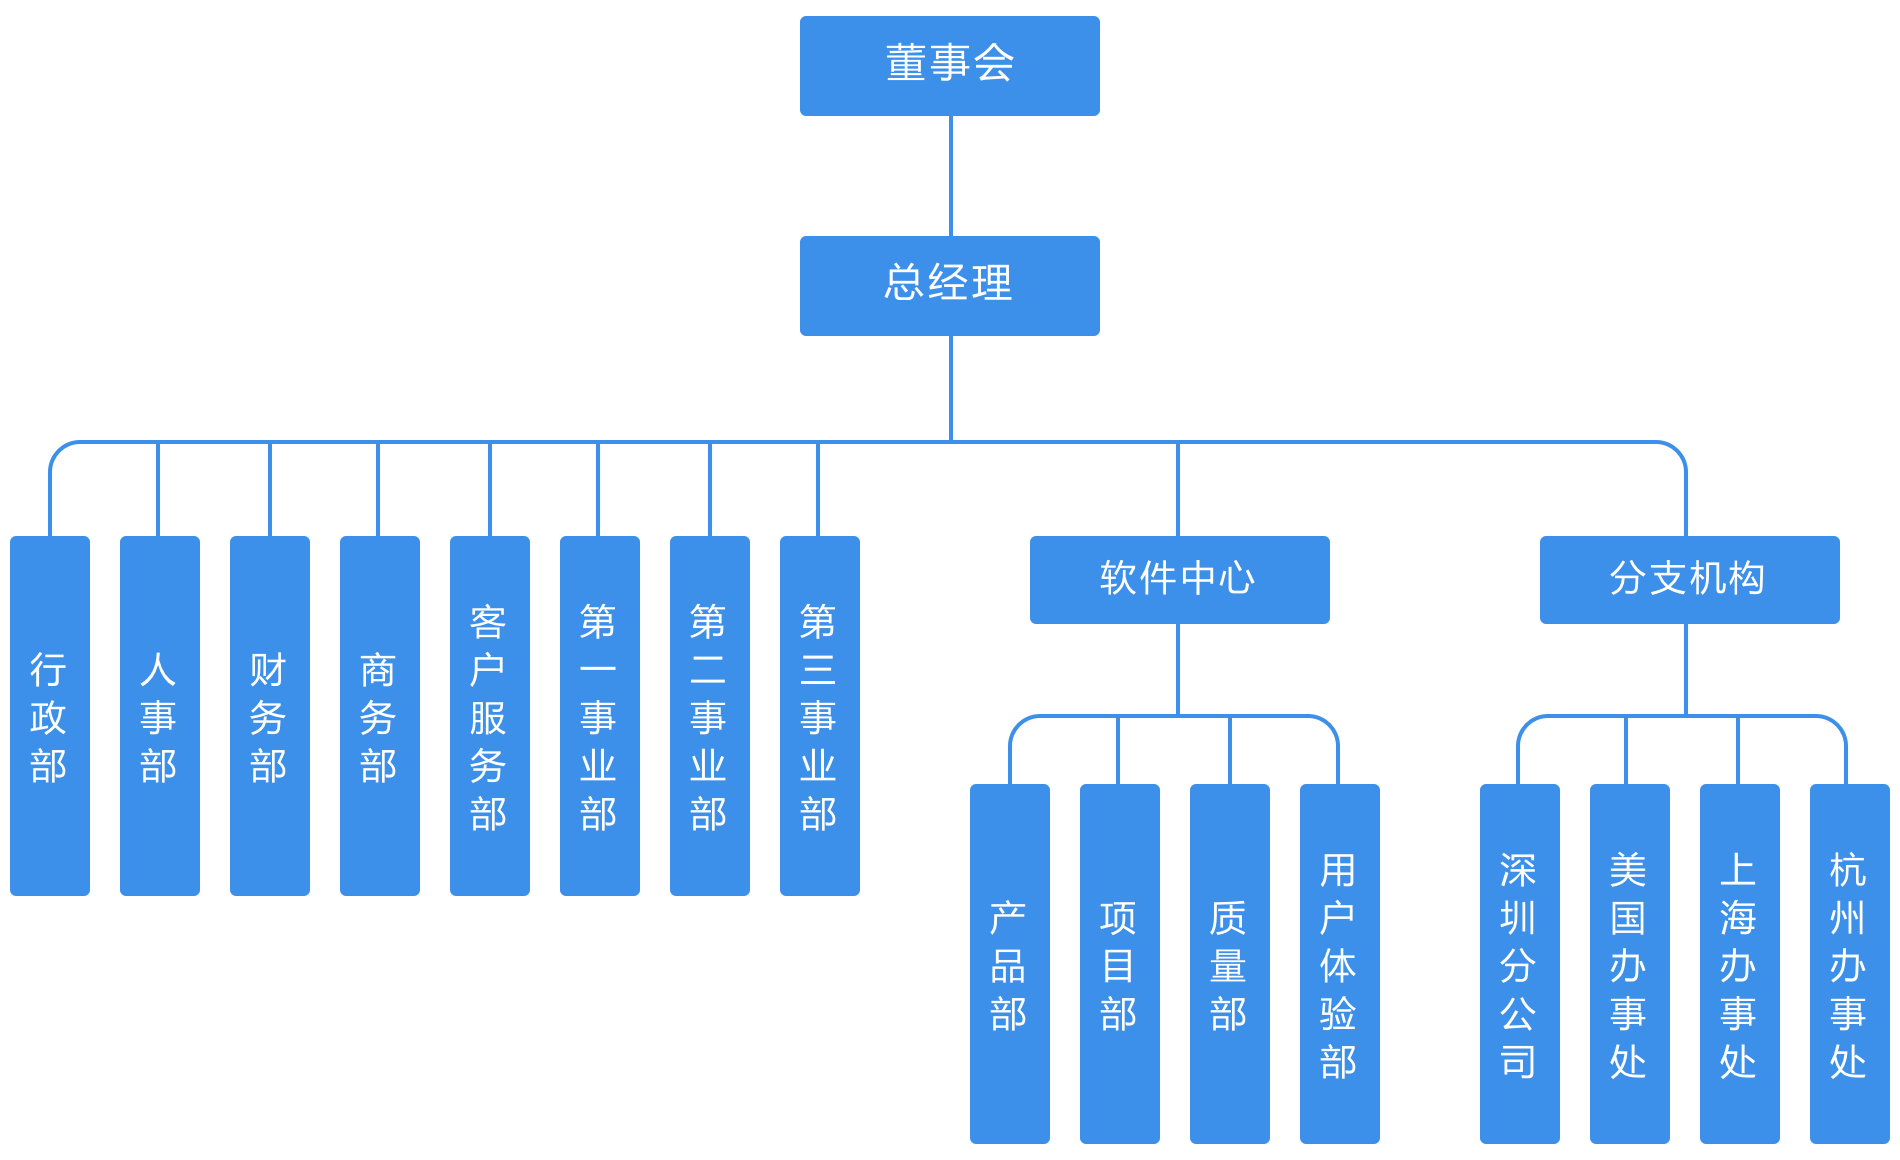 董事会
总经理
行政部
人事部
财务部
商务部
客户服务部
第一事业部
第二事业部
第三事业部
软件中心
分支机构
产品部
项目部
质量部
用户体验部
深圳分公司
美国办事处
上海办事处
杭州办事处